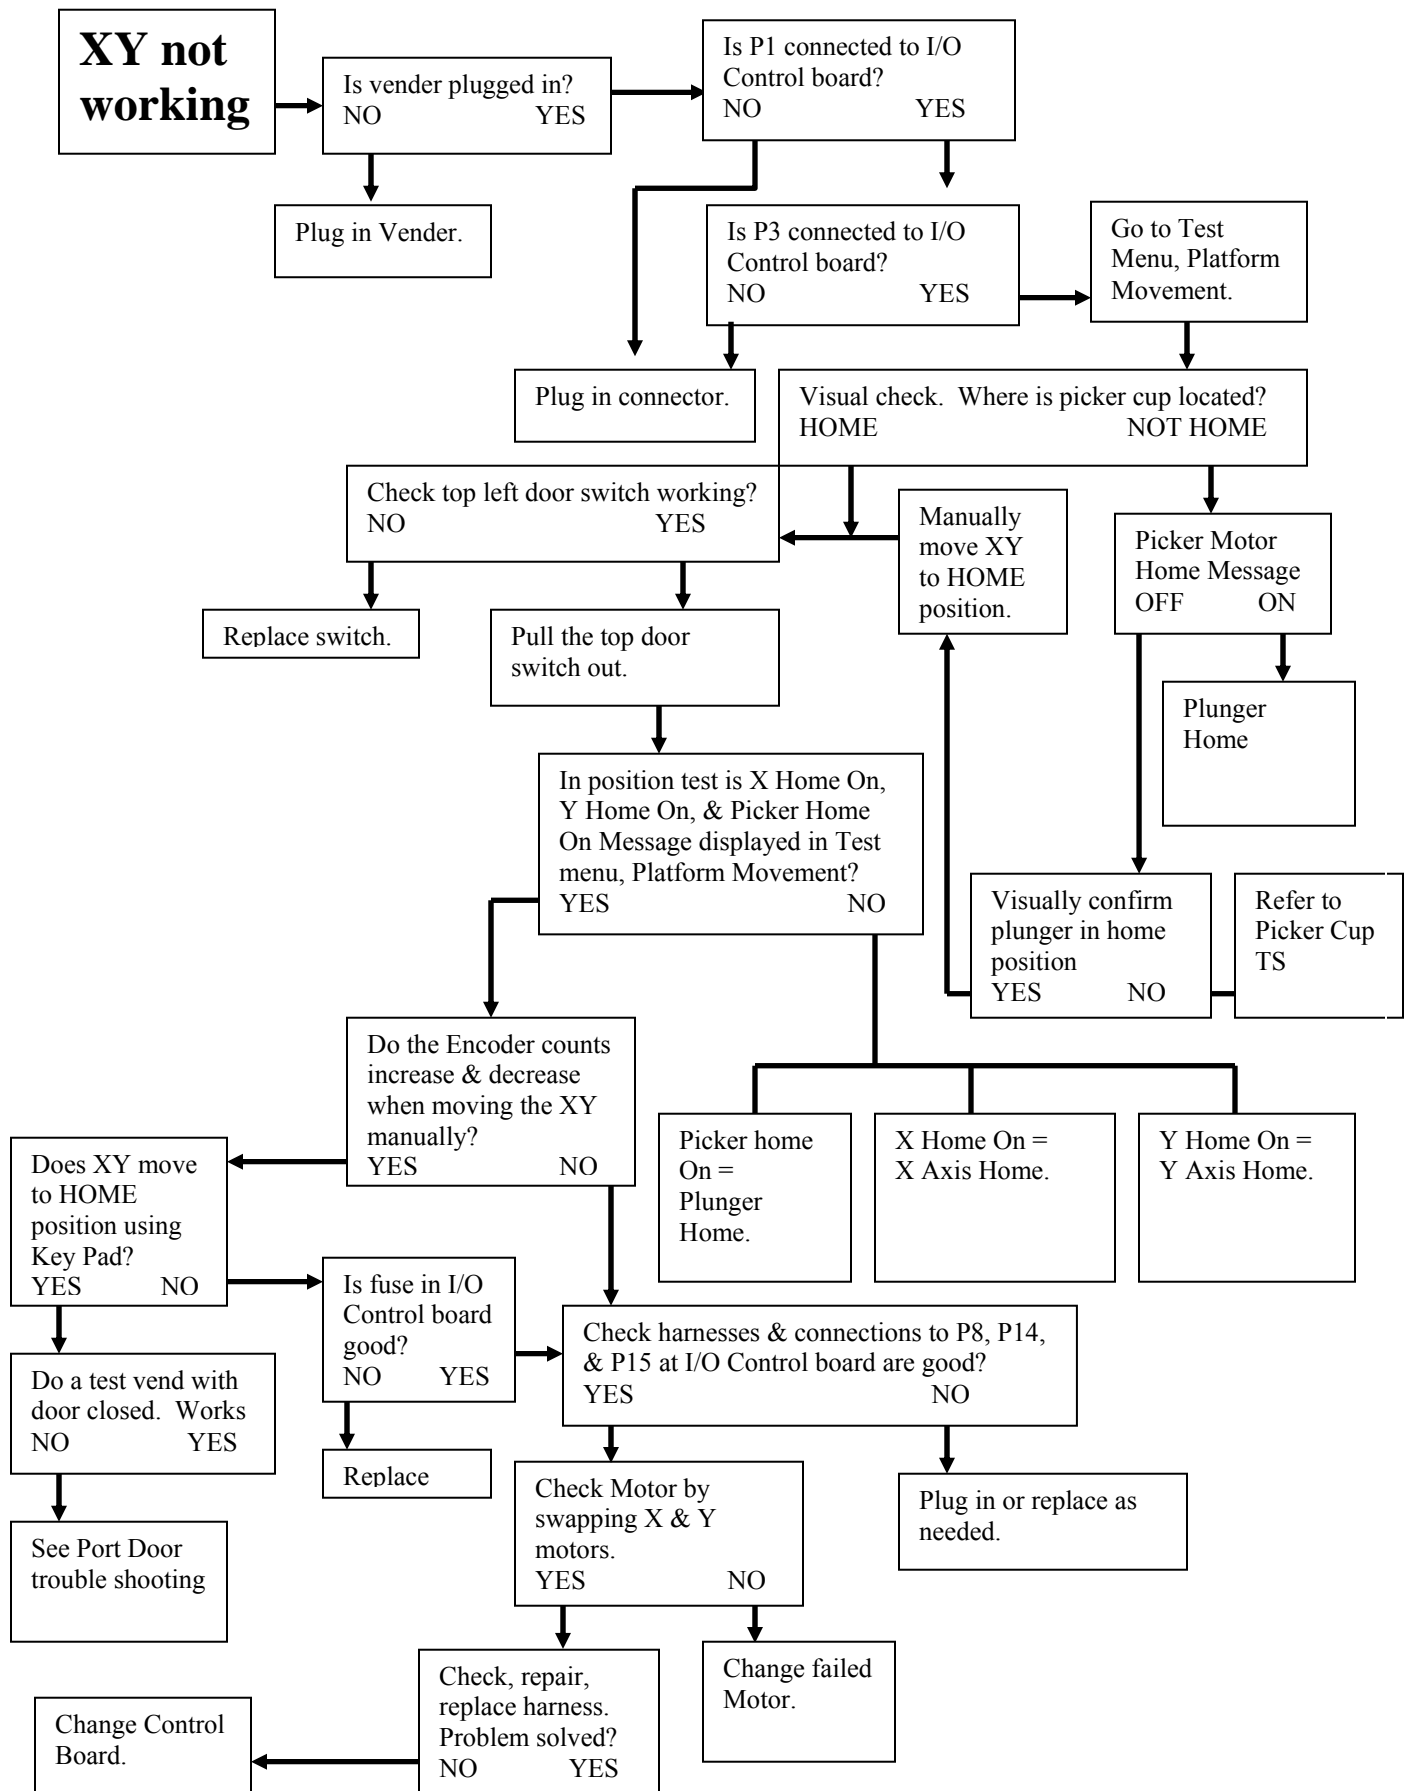 XY not
working
Is vender plugged in?
NO YES
Is P1 connected to I/O
Control board?
NO YES
Plug in Vender.
Is P3 connected to I/O
Control board?
NO YES
Go to Test
Menu, Platform
Movement.
Plug in connector.
Visual check. Where is picker cup located?
HOME NOT HOME
Check top left door switch working?
NO YES
Manually
move XY
to HOME
position.
Picker Motor
Home Message
OFF ON
Replace switch.
Pull the top door
switch out.
Plunger
Home
In position test is X Home On,
Y Home On, & Picker Home
On Message displayed in Test
menu, Platform Movement?
YES NO
Visually confirm
plunger in home
position
YES NO
Refer to
Picker Cup
TS
Do the Encoder counts
increase & decrease
when moving the XY
manually?
YES NO
Picker home
On =
Plunger
Home.
X Home On =
X Axis Home.
Y Home On =
Y Axis Home.
Does XY move
to HOME
position using
Key Pad?
YES NO
Is fuse in I/O
Control board
good?
NO YES
Check harnesses & connections to P8, P14,
& P15 at I/O Control board are good?
YES NO
Do a test vend with
door closed. Works
NO YES
Replace
Check Motor by
swapping X & Y
motors.
YES NO
Plug in or replace as
needed.
See Port Door
trouble shooting
Check, repair,
replace harness.
Problem solved?
NO YES
Change failed
Motor.
Change Control
Board.